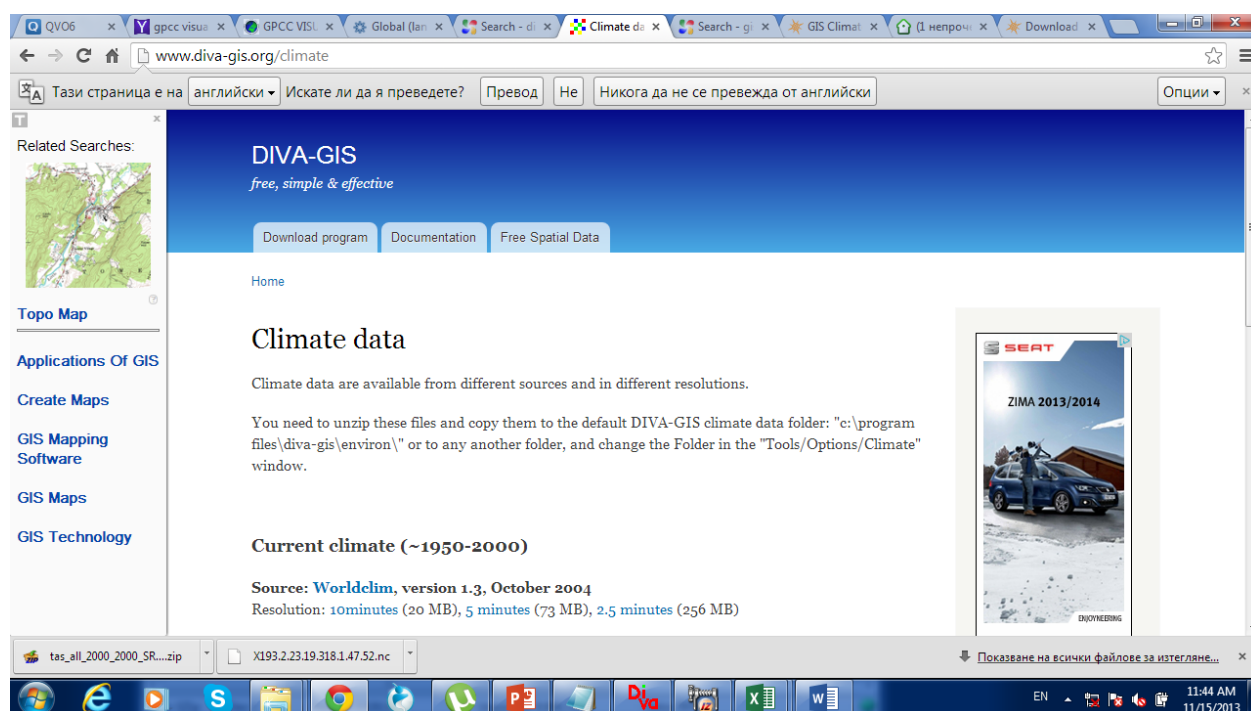 QVO6
gpcc visua
GPCC VISU
Global (lan
Search - di
Climate da
Search - gi
GIS Climat
(1 непроч
Download
www.diva-gis.org/climate
Тази страница е на английски Искате ли да я преведете? Превод Не Никога да не се превежда от английски Опции
T
Related Searches:
Topo Map
Applications Of GIS
Create Maps
GIS Mapping
Software
GIS Maps
GIS Technology
DIVA-GIS
free, simple & effective
Download program Documentation Free Spatial Data
Home
Climate data
Climate data are available from different sources and in different resolutions.
You need to unzip these files and copy them to the default DIVA-GIS climate data folder: "c:\program
files\diva-gis\environ\" or to any another folder, and change the Folder in the "Tools/Options/Climate"
window.
Current climate (~1950-2000)
Source: Worldclim, version 1.3, October 2004
Resolution: 10minutes (20 MB), 5 minutes (73 MB), 2.5 minutes (256 MB)
SEAT
ZIMA 2013/2014
ENJOYNEERING
tas_all_2000_2000_SR....zip
X193.2.23.19.318.1.47.52.nc
Показване на всички файлове за изтегляне...
Diva
EN
11:44 AM
11/15/2013